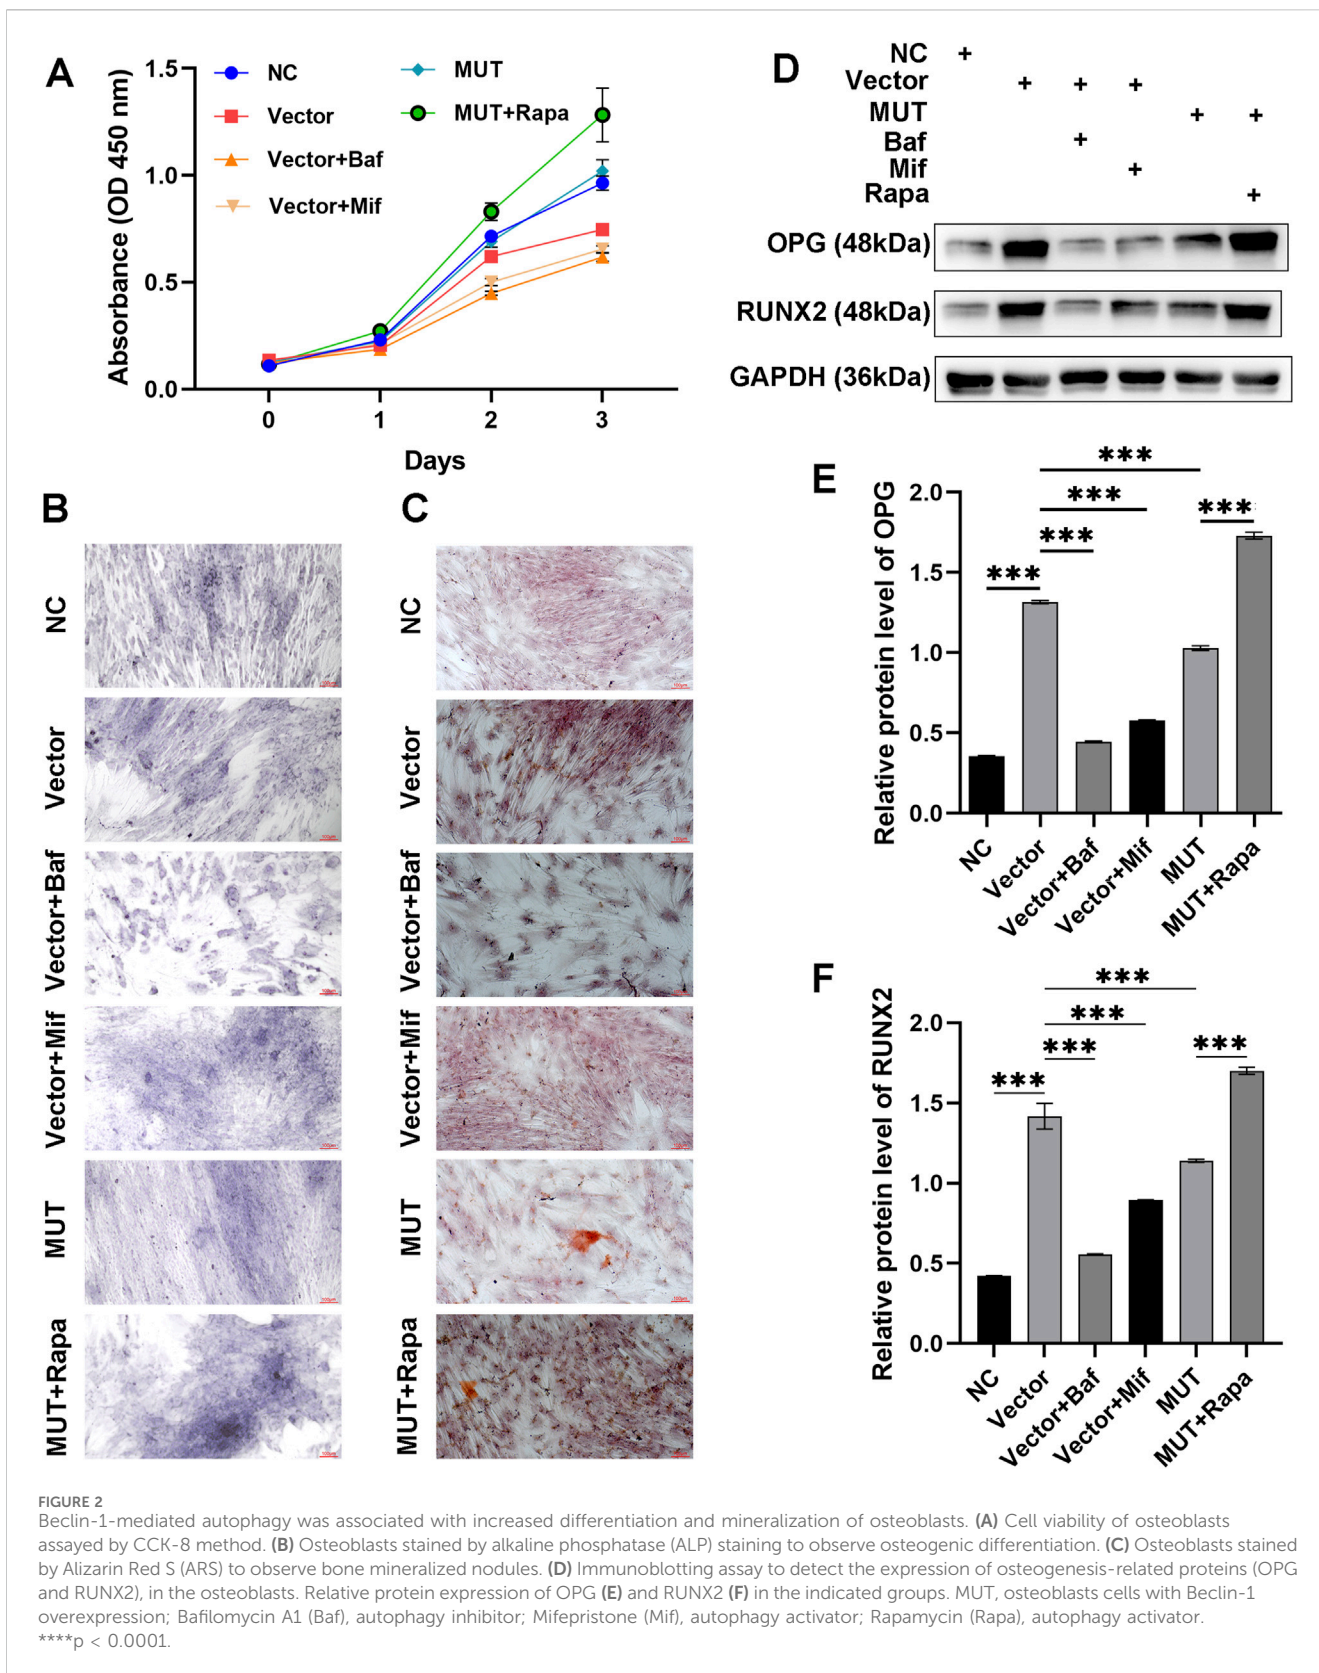 A
1.5
1.0
0.5
0.0
Absorbance (OD 450 nm)
NC
Vector
Vector+Baf
Vector+Mif
MUT
MUT+Rapa
0 1 2 3
Days
D
NC +
Vector + + +
MUT + +
Baf +
Mif +
Rapa +
OPG (48kDa)
RUNX2 (48kDa)
GAPDH (36kDa)
B
NC
Vector
Vector+Baf
Vector+Mif
MUT
MUT+Rapa
C
NC
Vector
Vector+Baf
Vector+Mif
MUT
MUT+Rapa
E
Relative protein level of OPG
2.0
1.5
1.0
0.5
0.0
***
***
***
***
***
NC
Vector
Vector+Baf
Vector+Mif
MUT
MUT+Rapa
F
Relative protein level of RUNX2
2.0
1.5
1.0
0.5
0.0
***
***
***
***
***
NC
Vector
Vector+Baf
Vector+Mif
MUT
MUT+Rapa
FIGURE 2
Beclin-1-mediated autophagy was associated with increased differentiation and mineralization of osteoblasts. (A) Cell viability of osteoblasts
assayed by CCK-8 method. (B) Osteoblasts stained by alkaline phosphatase (ALP) staining to observe osteogenic differentiation. (C) Osteoblasts stained
by Alizarin Red S (ARS) to observe bone mineralized nodules. (D) Immunoblotting assay to detect the expression of osteogenesis-related proteins (OPG
and RUNX2), in the osteoblasts. Relative protein expression of OPG (E) and RUNX2 (F) in the indicated groups. MUT, osteoblasts cells with Beclin-1
overexpression; Bafilomycin A1 (Baf), autophagy inhibitor; Mifepristone (Mif), autophagy activator; Rapamycin (Rapa), autophagy activator.
****p < 0.0001.